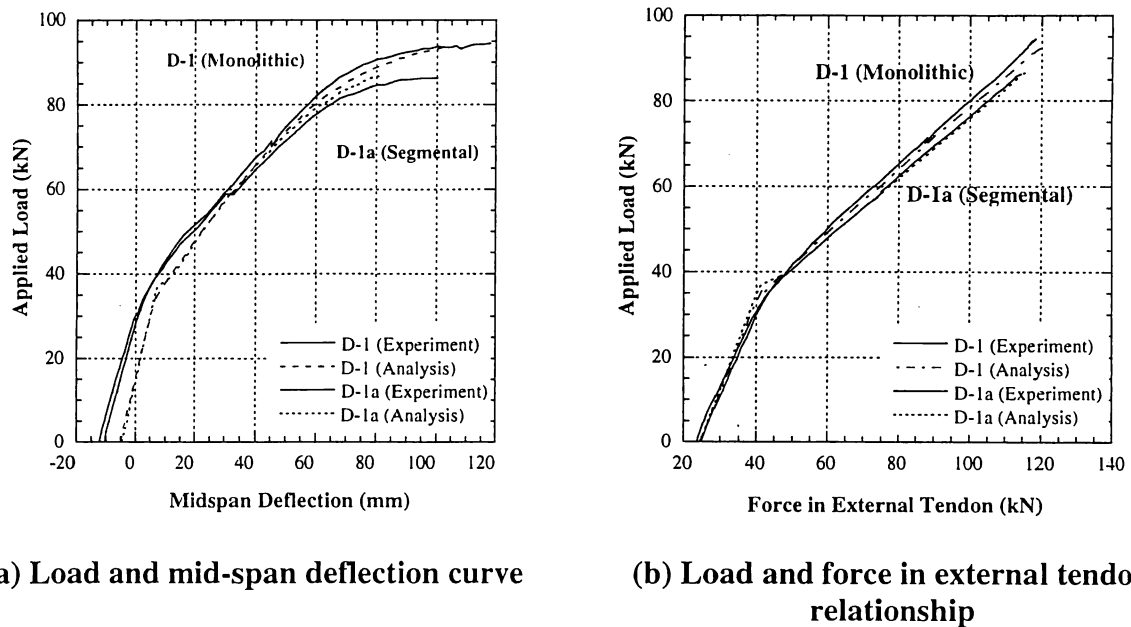 100
80
60
40
20
0
-20
0
20
40
60
80
100
120
Applied Load (kN)
Midspan Deflection (mm)
D-1 (Monolithic)
D-1a (Segmental)
D-1 (Experiment)
D-1 (Analysis)
D-1a (Experiment)
D-1a (Analysis)
a) Load and mid-span deflection curve
100
80
60
40
20
0
20
40
60
80
100
120
140
Applied Load (kN)
Force in External Tendon (kN)
D-1 (Monolithic)
D-1a (Segmental)
D-1 (Experiment)
D-1 (Analysis)
D-1a (Experiment)
D-1a (Analysis)
(b) Load and force in external tendo
relationship